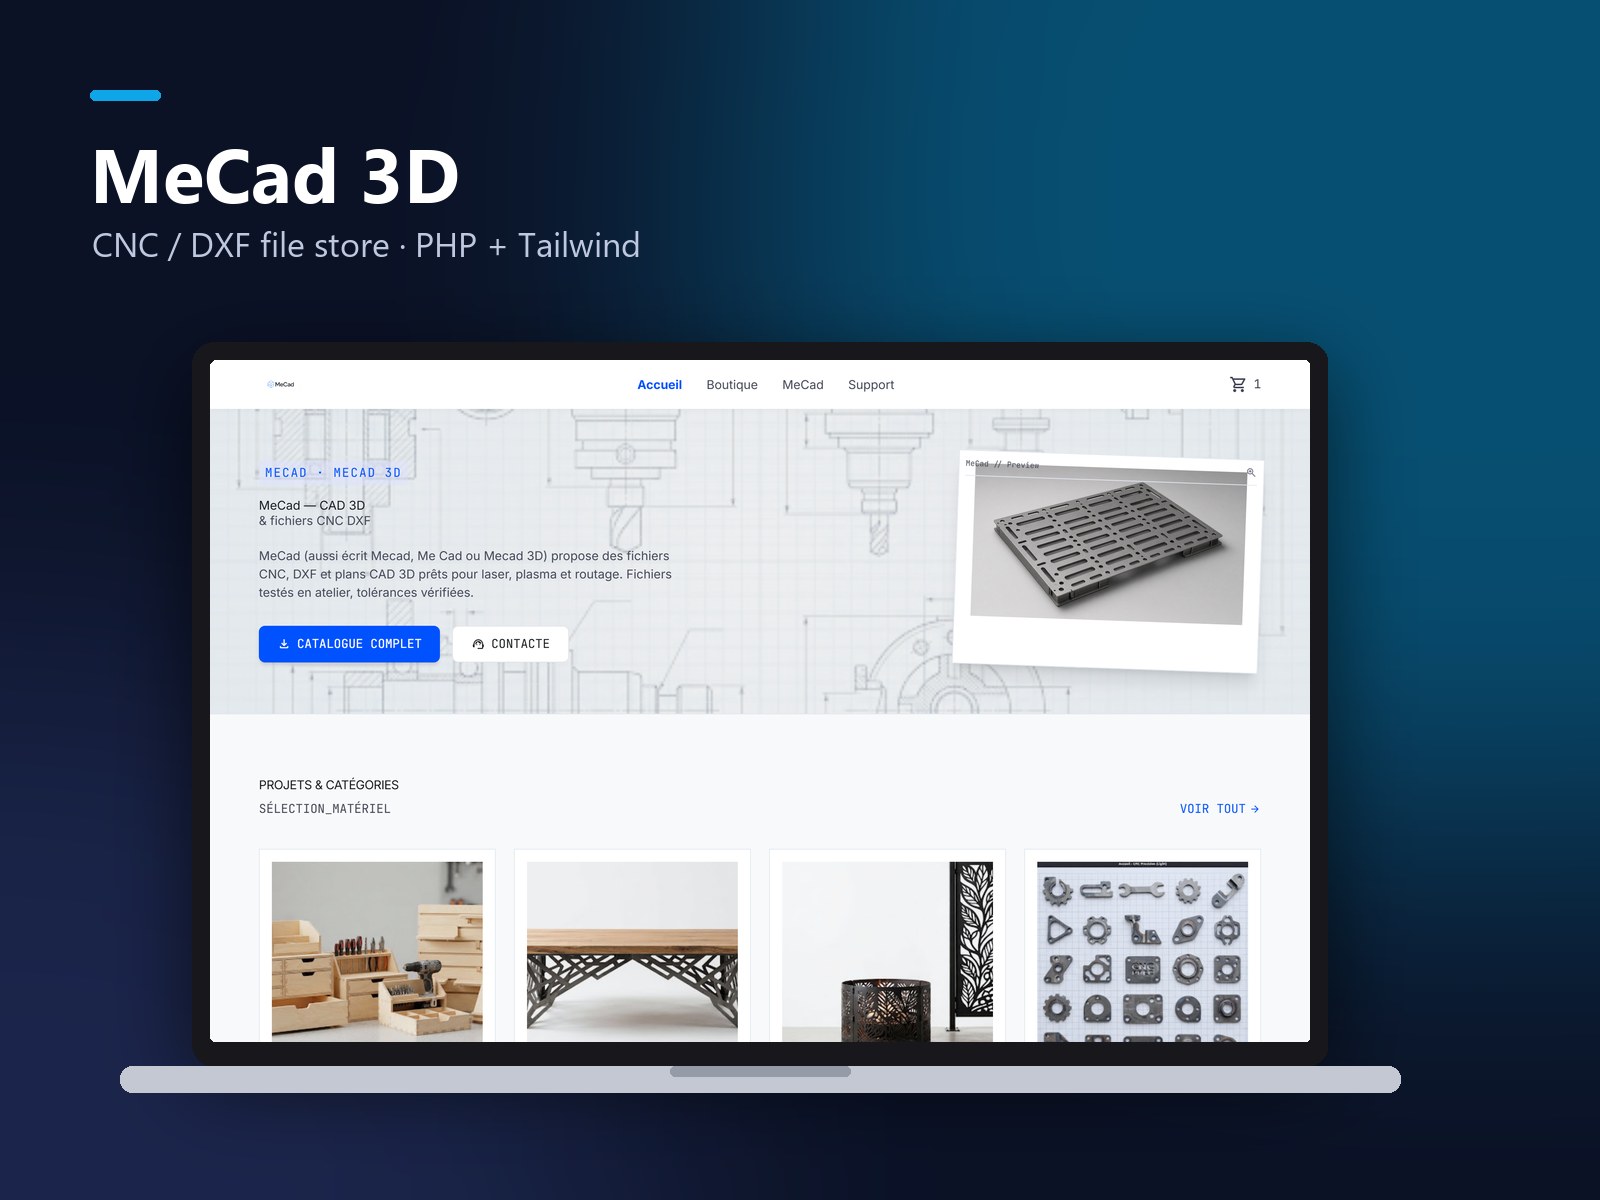 MeCad 3D
CNC / DXF file store · PHP + Tailwind
MeCad
Accueil
Boutique
MeCad
Support
1
MECAD · MECAD 3D
MeCad // Preview
MeCad — CAD 3D
& fichiers CNC DXF
MeCad (aussi écrit Mecad, Me Cad ou Mecad 3D) propose des fichiers
CNC, DXF et plans CAD 3D prêts pour laser, plasma et routage. Fichiers
testés en atelier, tolérances vérifiées.
CATALOGUE COMPLET
CONTACTE
PROJETS & CATÉGORIES
SÉLECTION_MATÉRIEL
VOIR TOUT →